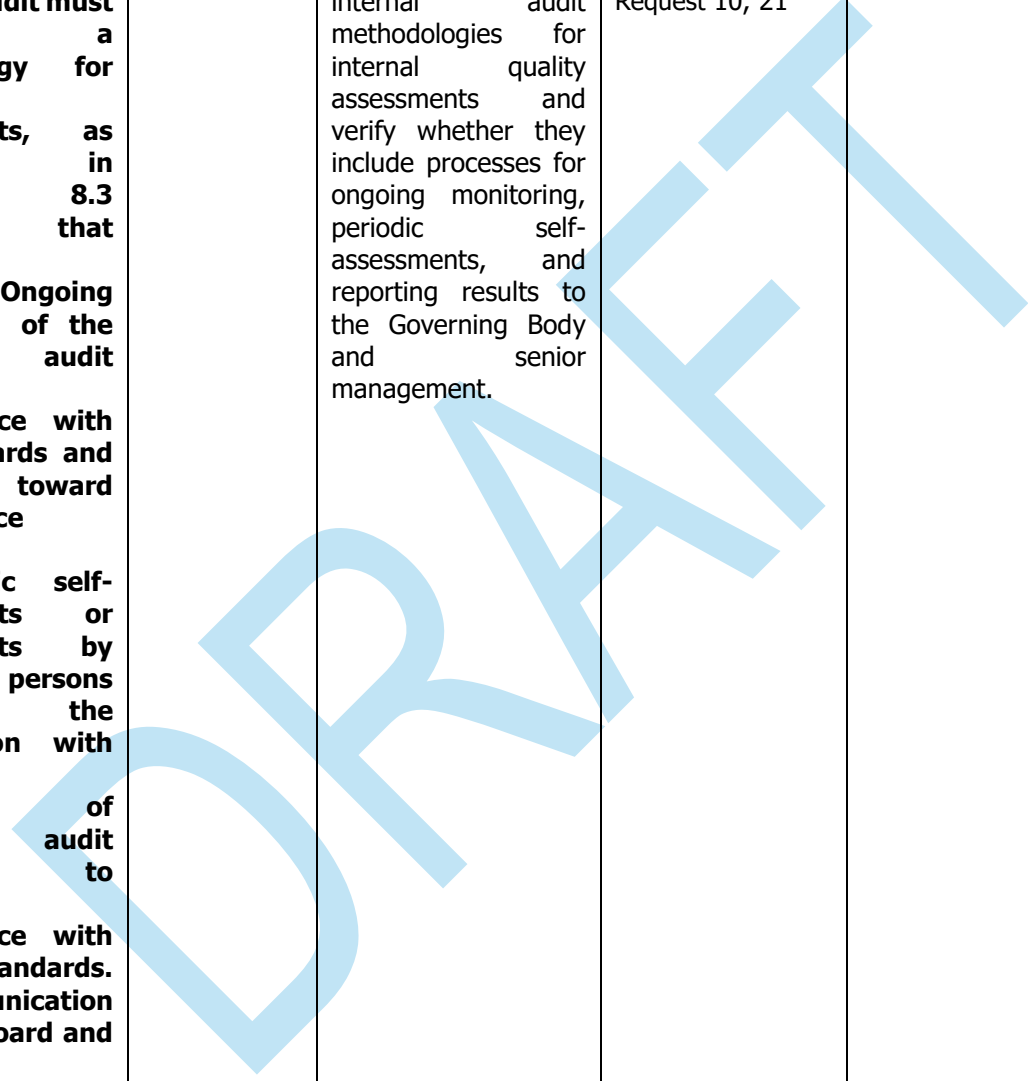 udit must
a
gy for
ts, as
in
8.3
that
Ongoing
of the
audit
ce with
ards and
toward
ce
ic self-
ts or
ts by
persons
the
on with
of
audit
to
ce with
tandards.
unication
oard and
internal audit
methodologies for
internal quality
assessments and
verify whether they
include processes for
ongoing monitoring,
periodic self-
assessments, and
reporting results to
the Governing Body
and senior
management.
Request 10, 21
DRAFT